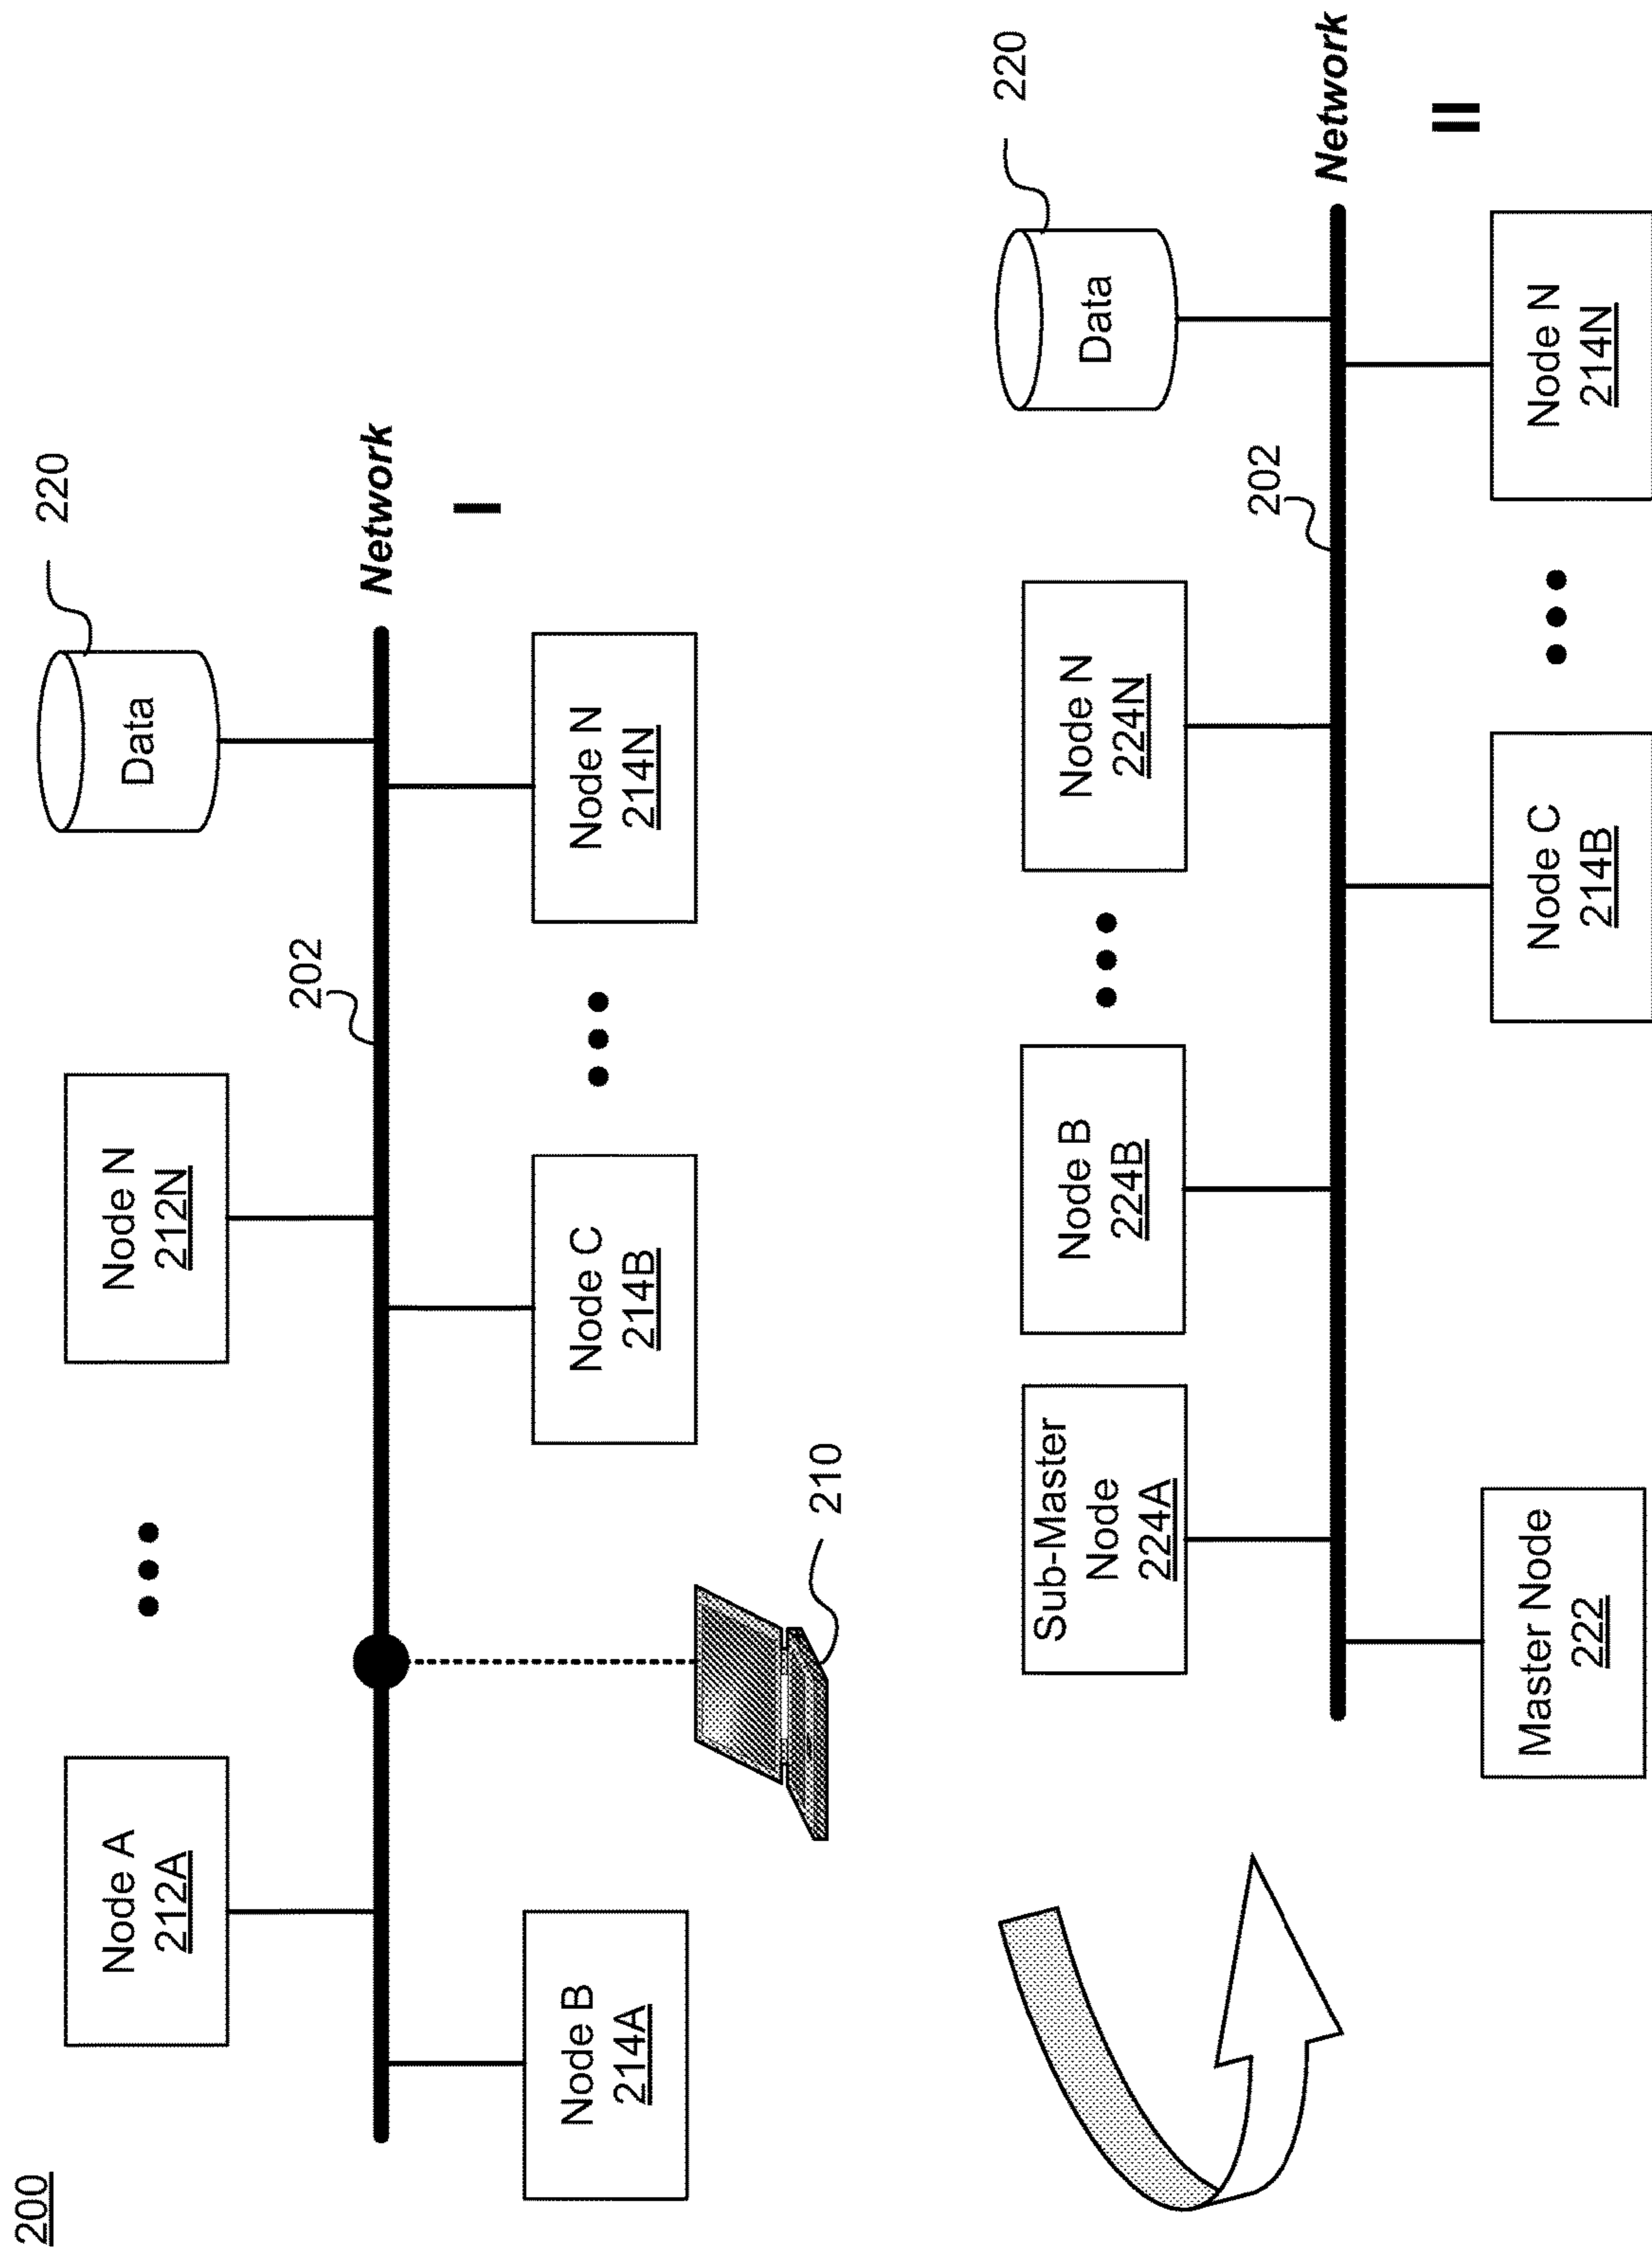 200
Node A
212A
Node N
212N
Data
220
202
Network
I
Node B
214A
Node C
214B
Node N
214N
210
Sub-Master
Node
224A
Node B
224B
Node N
224N
Data
220
202
Network
II
Master Node
222
Node C
214B
Node N
214N